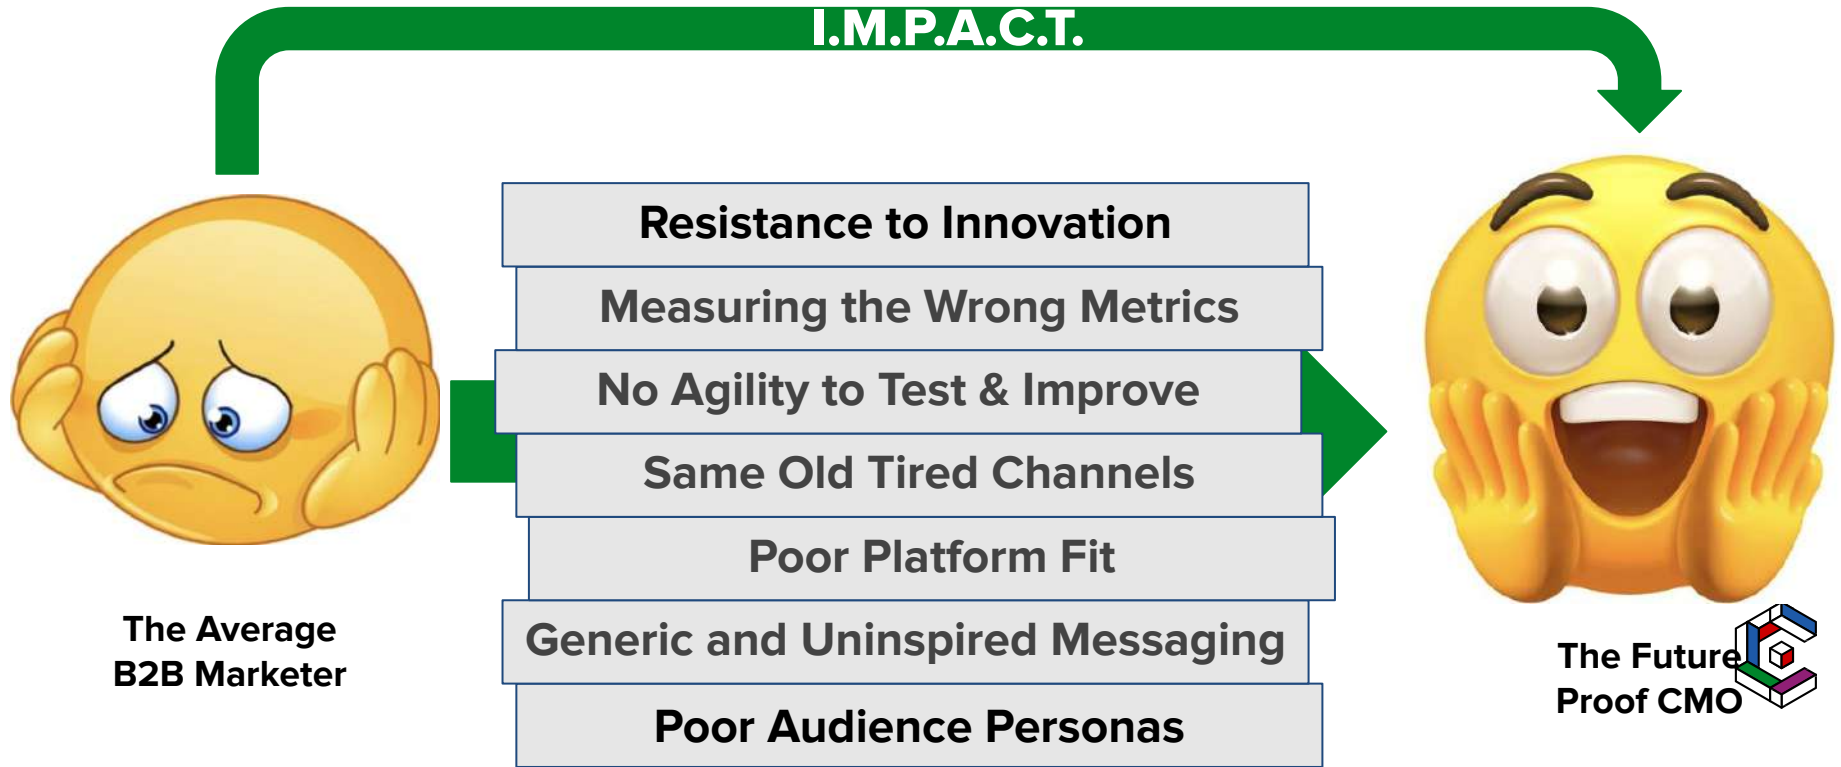 I.M.P.A.C.T.
Resistance to Innovation
Measuring the Wrong Metrics
No Agility to Test & Improve
Same Old Tired Channels
Poor Platform Fit
Generic and Uninspired Messaging
Poor Audience Personas
The Average
B2B Marketer
The Future
Proof CMO